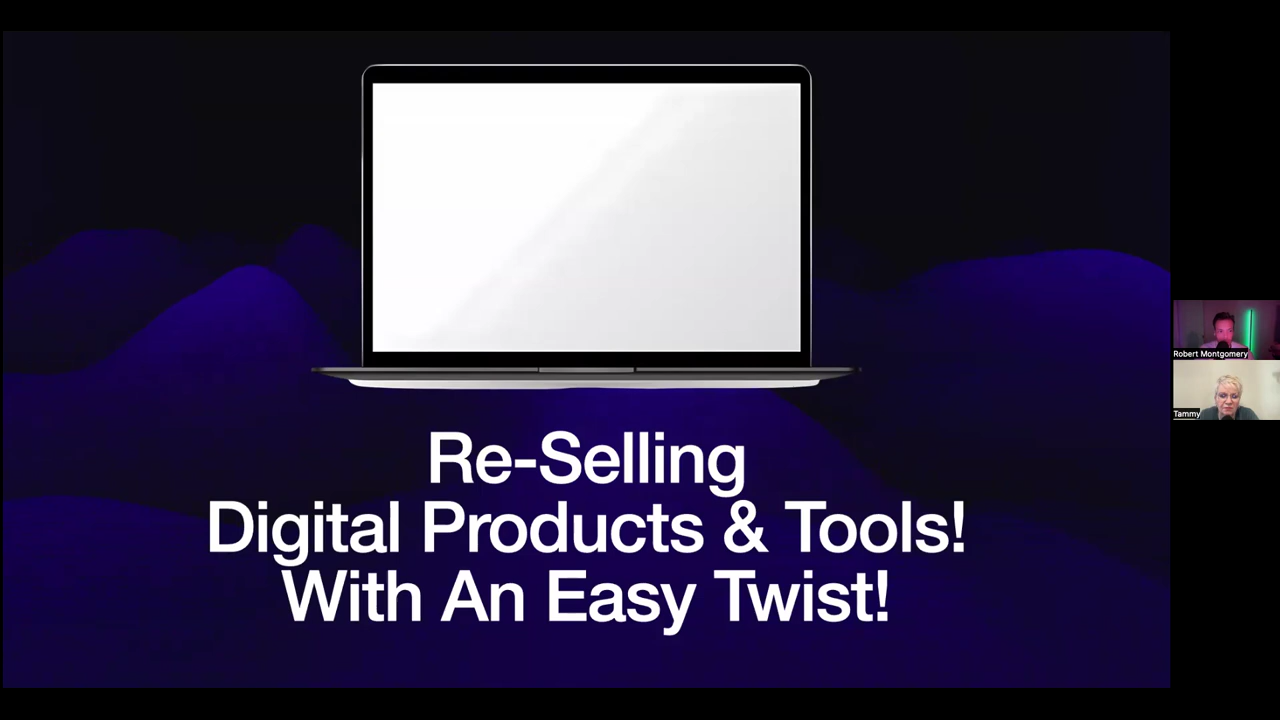 Re-Selling
Digital Products & Tools!
With An Easy Twist!
Robert Montgomery
Tammy